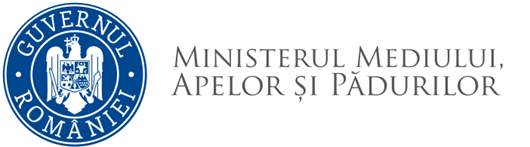 GUVERNUL
ROMÂNIEI
MINISTERUL MEDIULUI,
APELOR ȘI PĂDURILOR